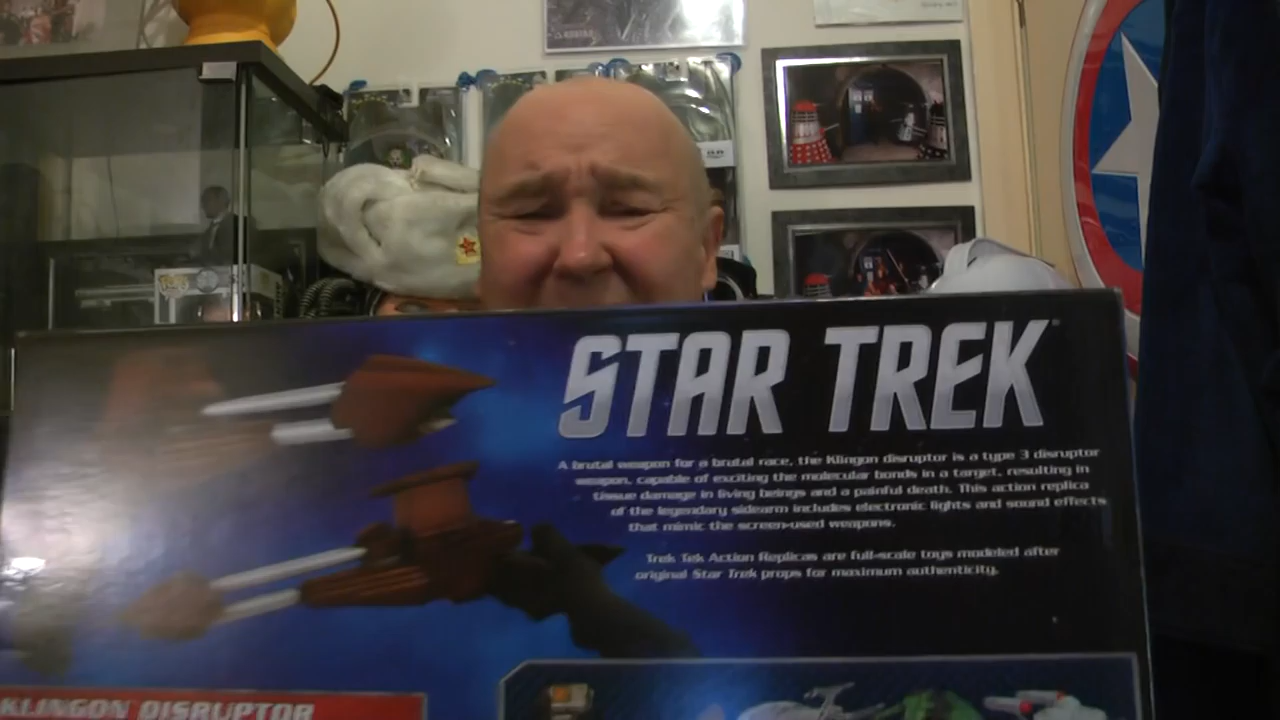 STAR TREK
A brutal weapon for a brutal race, the Klingon disruptor is a type 3 disruptor
weapon, capable of exciting the molecular bonds in a target, resulting in
tissue damage in living beings and a painful death. This action replica
of the legendary sidearm includes electronic lights and sound effects
that mimic the screen-used weapons.
Trek Tek Action Replicas are full-scale toys modeled after
original Star Trek props for maximum authenticity.
KLINGON DISRUPTOR
POP!